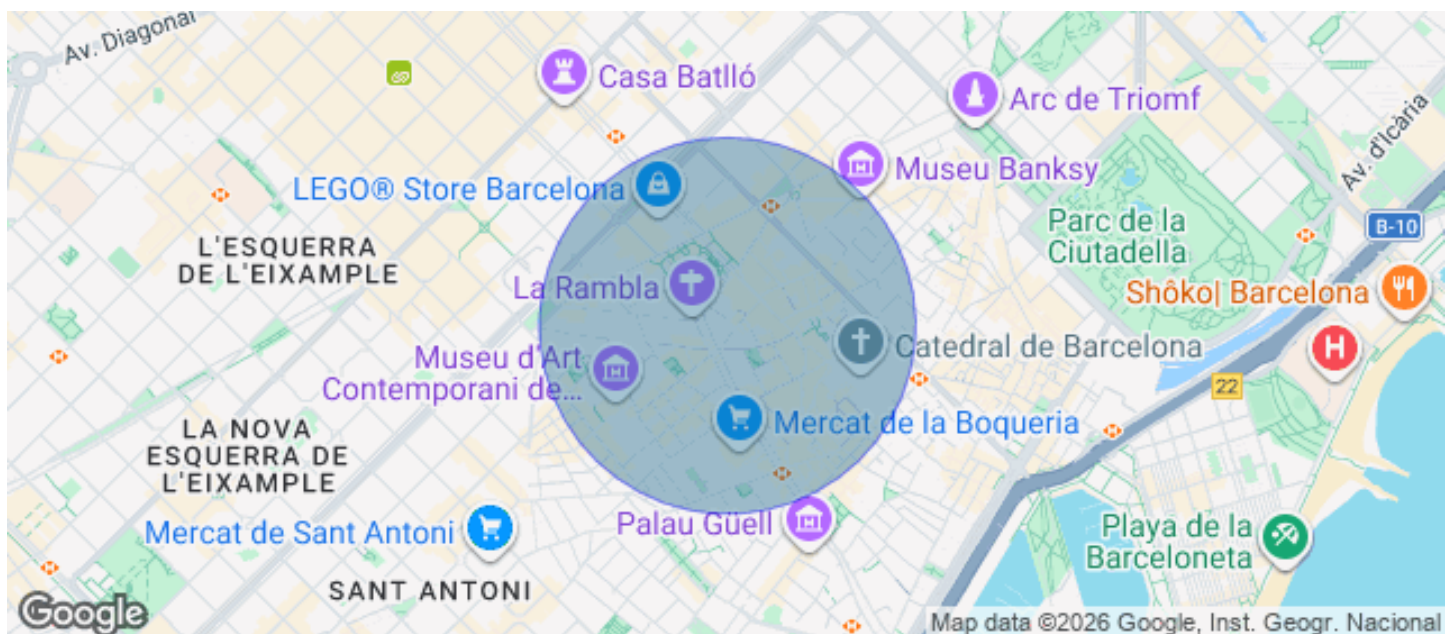 Av. Diagonal
Casa Batlló
Arc de Triomf
Av. d'Icària
Museu Banksy
LEGO® Store Barcelona
B-10
Parc de la
Ciutadella
L'ESQUERRA
DE L'EIXAMPLE
La Rambla
Shôko| Barcelona
Catedral de Barcelona
H
Museu d'Art
Contemporani de...
22
Mercat de la Boqueria
LA NOVA
ESQUERRA DE
L'EIXAMPLE
Mercat de Sant Antoni
Palau Güell
Playa de la
Barceloneta
SANT ANTONI
Google
Map data ©2026 Google, Inst. Geogr. Nacional